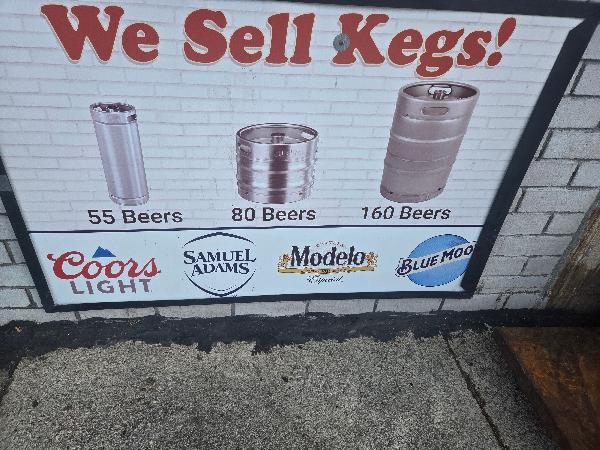 We Sell Kegs!
55 Beers
80 Beers
160 Beers
Coors
LIGHT
SAMUEL
ADAMS
Modelo
Especial
BLUE MOO